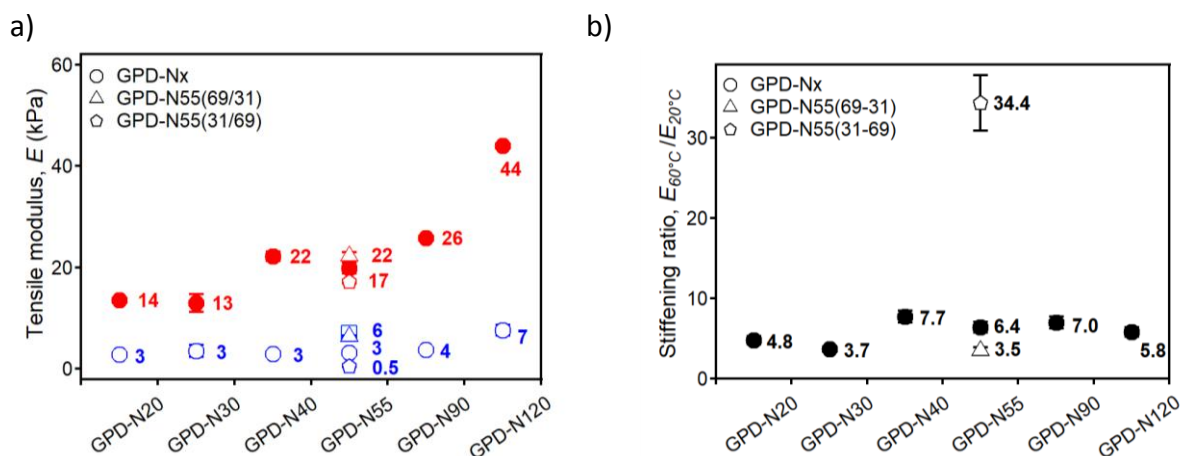 a)
Tensile modulus, E (kPa)
60
40
20
0
GPD-Nx
GPD-N55(69/31)
GPD-N55(31/69)
14
13
22
22
17
26
44
3
3
3
6
3
0.5
4
7
GPD-N20
GPD-N30
GPD-N40
GPD-N55
GPD-N90
GPD-N120
b)
Stiffening ratio, E60°C/E20°C
30
20
10
0
GPD-Nx
GPD-N55(69-31)
GPD-N55(31-69)
34.4
4.8
3.7
7.7
6.4
3.5
7.0
5.8
GPD-N20
GPD-N30
GPD-N40
GPD-N55
GPD-N90
GPD-N120